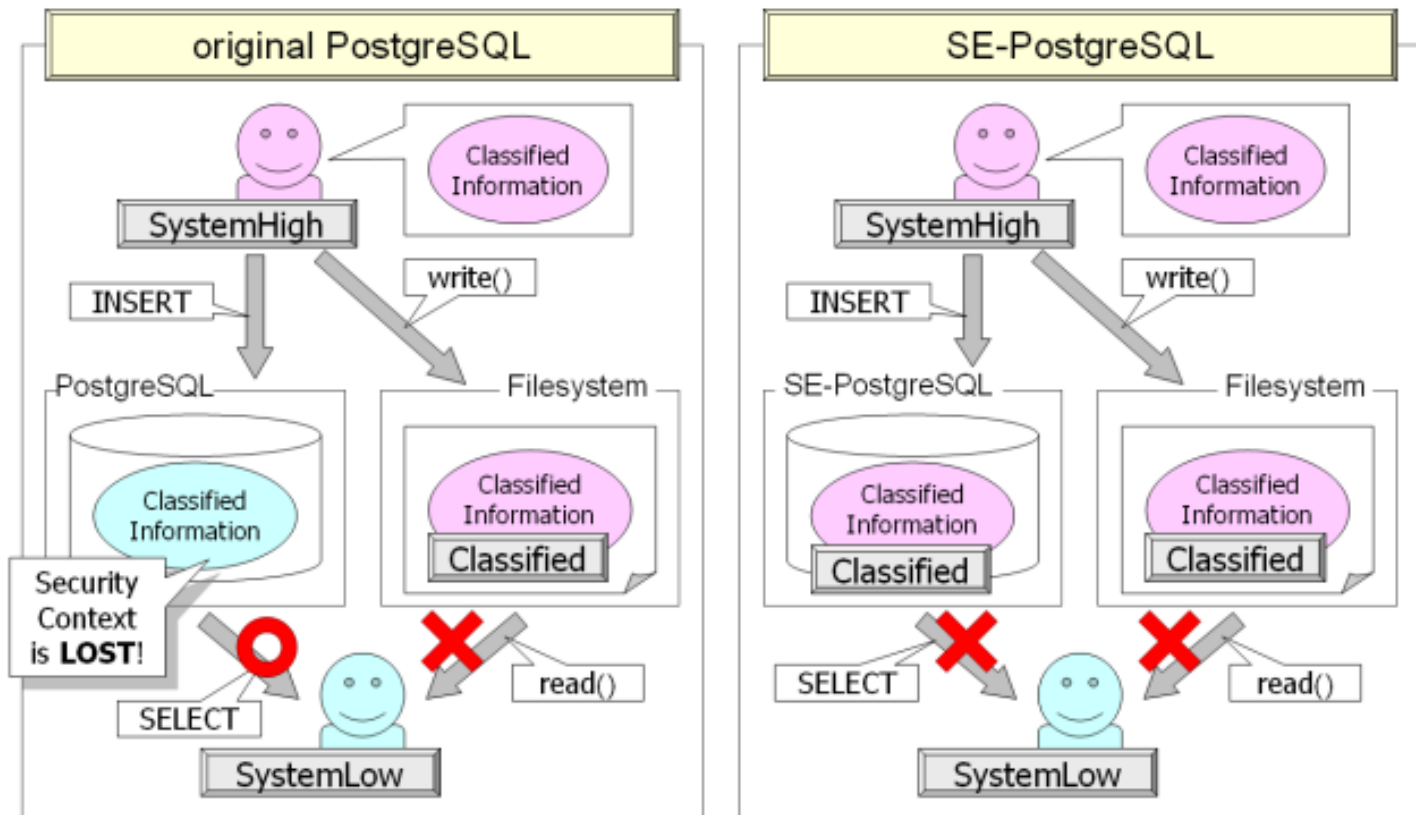 original PostgreSQL
Classified
Information
SystemHigh
INSERT
write()
PostgreSQL
Filesystem
Classified
Information
Classified
Information
Classified
Security
Context
is LOST!
SELECT
read()
SystemLow
SE-PostgreSQL
Classified
Information
SystemHigh
INSERT
write()
SE-PostgreSQL
Filesystem
Classified
Information
Classified
Classified
Information
Classified
SELECT
read()
SystemLow